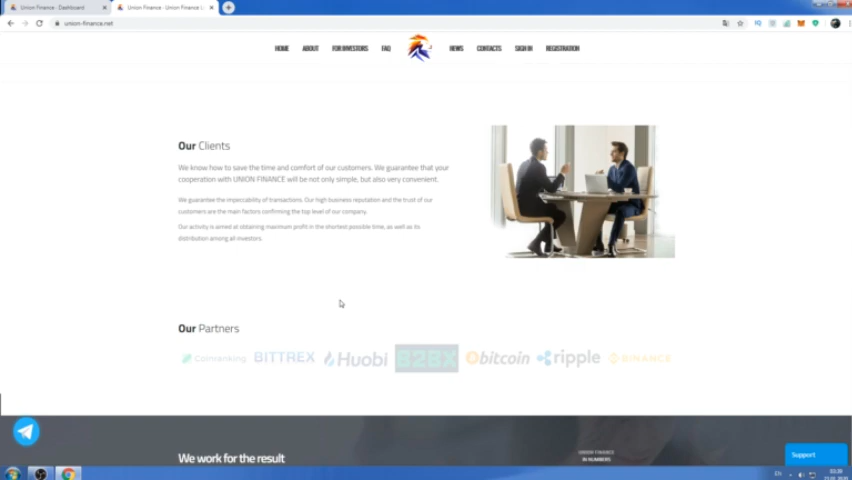 Union Finance : Dashboard
Union Finance - Union Finance U
union-finance.net
HOME ABOUT FOR INVESTORS FAQ NEWS CONTACTS SIGN IN REGISTRATION
Our Clients
We know how to save the time and comfort of our customers. We guarantee that your
cooperation with UNION FINANCE will be not only simple, but also very convenient.
We guarantee the impeccability of transactions. Our high business reputation and the trust of our
customers are the main factors confirming the top level of our company.
Our activity is aimed at obtaining maximum profit in the shortest possible time, as well as its
distribution among all investors.
Our Partners
Coinranking BITTREX Huobi B2BX bitcoin ripple BINANCE
We work for the result
UNION FINANCE
IN NUMBERS
Support
EN